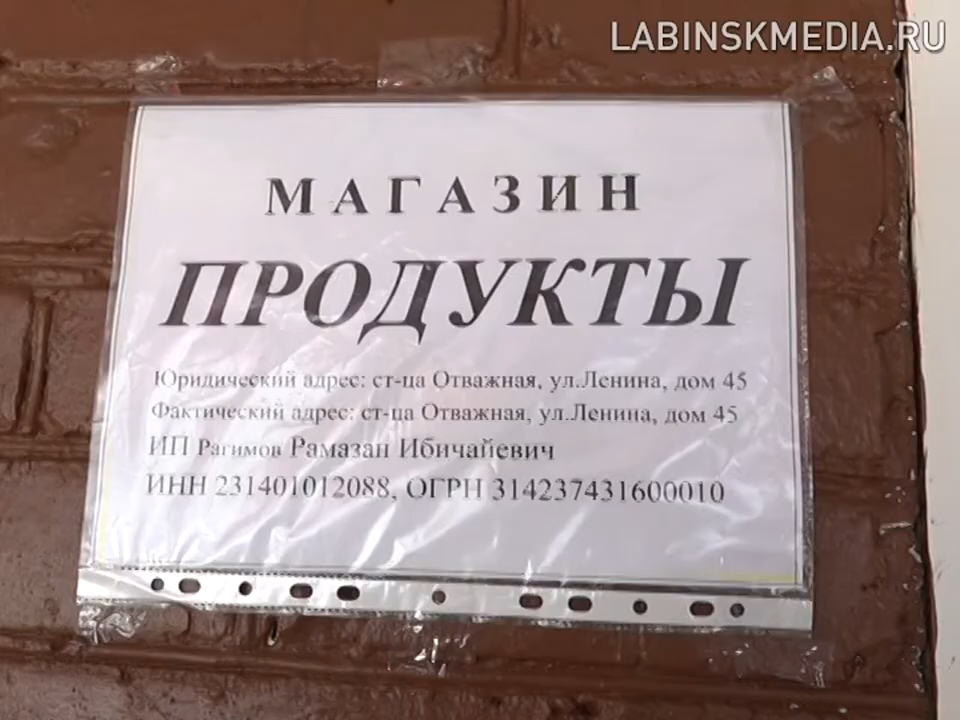 LABINSKMEDIA.RU
МАГАЗИН
ПРОДУКТЫ
Юридический адрес: ст-ца Отважная, ул.Ленина, дом 45
Фактический адрес: ст-ца Отважная, ул.Ленина, дом 45
ИП Рагимов Рамазан Ибичайевич
ИНН 231401012088, ОГРН 314237431600010